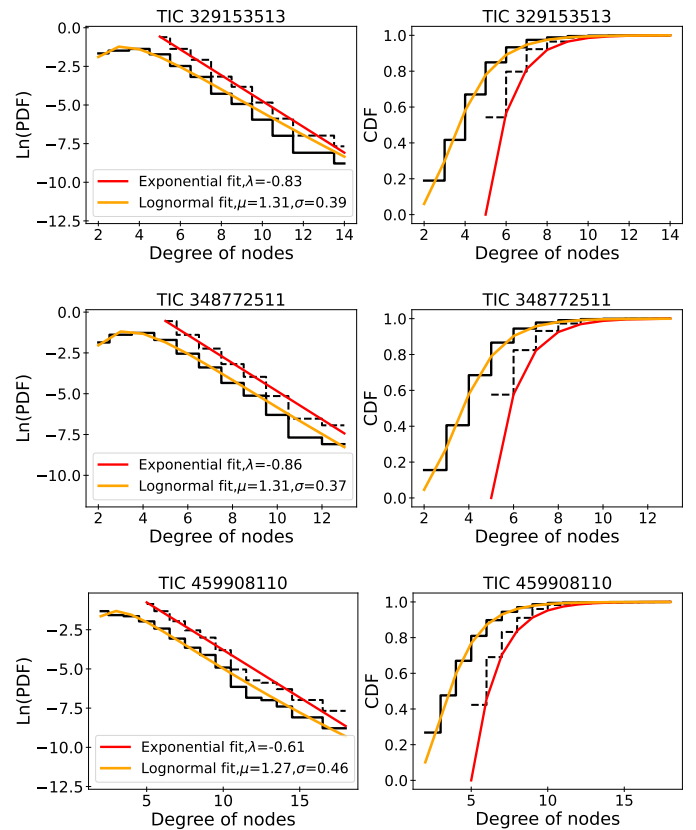 TIC 329153513
TIC 329153513
0.0
−2.5
−5.0
−7.5
−10.0
−12.5
Ln(PDF)
Exponential fit,λ=-0.83
Lognormal fit,μ=1.31,σ=0.39
2 4 6 8 10 12 14
Degree of nodes
1.0
0.8
0.6
0.4
0.2
0.0
CDF
2 4 6 8 10 12 14
Degree of nodes
TIC 348772511
TIC 348772511
0.0
−2.5
−5.0
−7.5
−10.0
Ln(PDF)
Exponential fit,λ=-0.86
Lognormal fit,μ=1.31,σ=0.37
2 4 6 8 10 12
Degree of nodes
1.0
0.8
0.6
0.4
0.2
0.0
CDF
2 4 6 8 10 12
Degree of nodes
TIC 459908110
TIC 459908110
−2.5
−5.0
−7.5
−10.0
−12.5
Ln(PDF)
Exponential fit,λ=-0.61
Lognormal fit,μ=1.27,σ=0.46
5 10 15
Degree of nodes
1.0
0.8
0.6
0.4
0.2
0.0
CDF
5 10 15
Degree of nodes